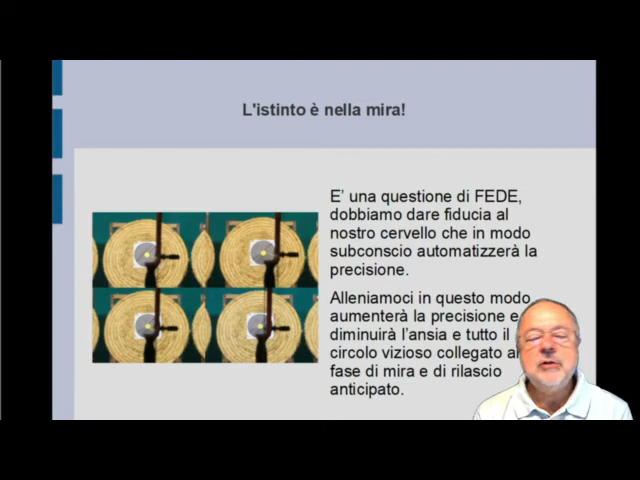 L'istinto è nella mira!
E' una questione di FEDE,
dobbiamo dare fiducia al
nostro cervello che in modo
subconscio automatizzerà la
precisione.
Alleniamoci in questo modo
aumenterà la precisione e
diminuirà l'ansia e tutto il
circolo vizioso collegato
fase di mira e di rilascio
anticipato.